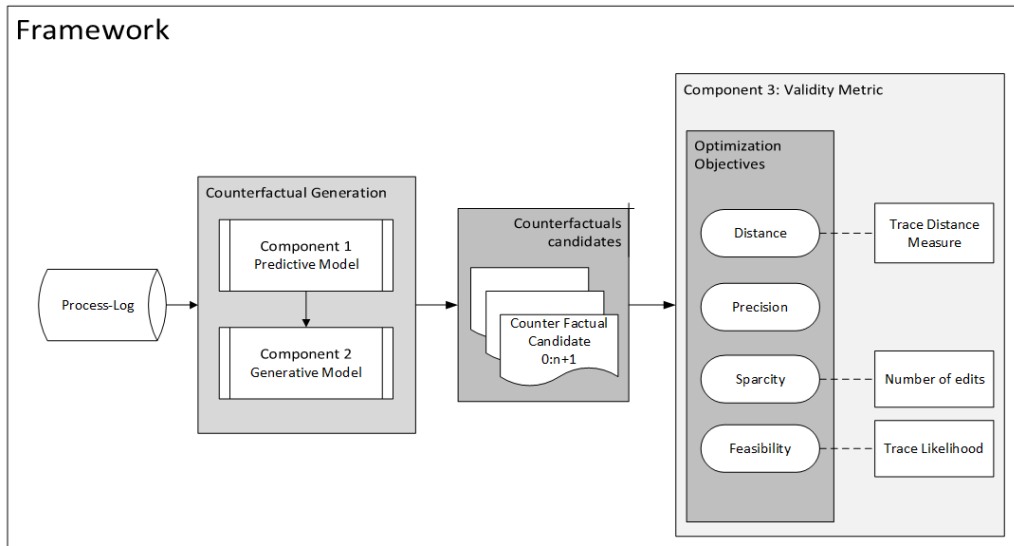 Framework
Process-Log
Counterfactual Generation
Component 1
Predictive Model
Component 2
Generative Model
Counterfactuals
candidates
Counter Factual
Candidate
0:n+1
Component 3: Validity Metric
Optimization
Objectives
Distance
Trace Distance
Measure
Precision
Sparcity
Number of edits
Feasibility
Trace Likelihood